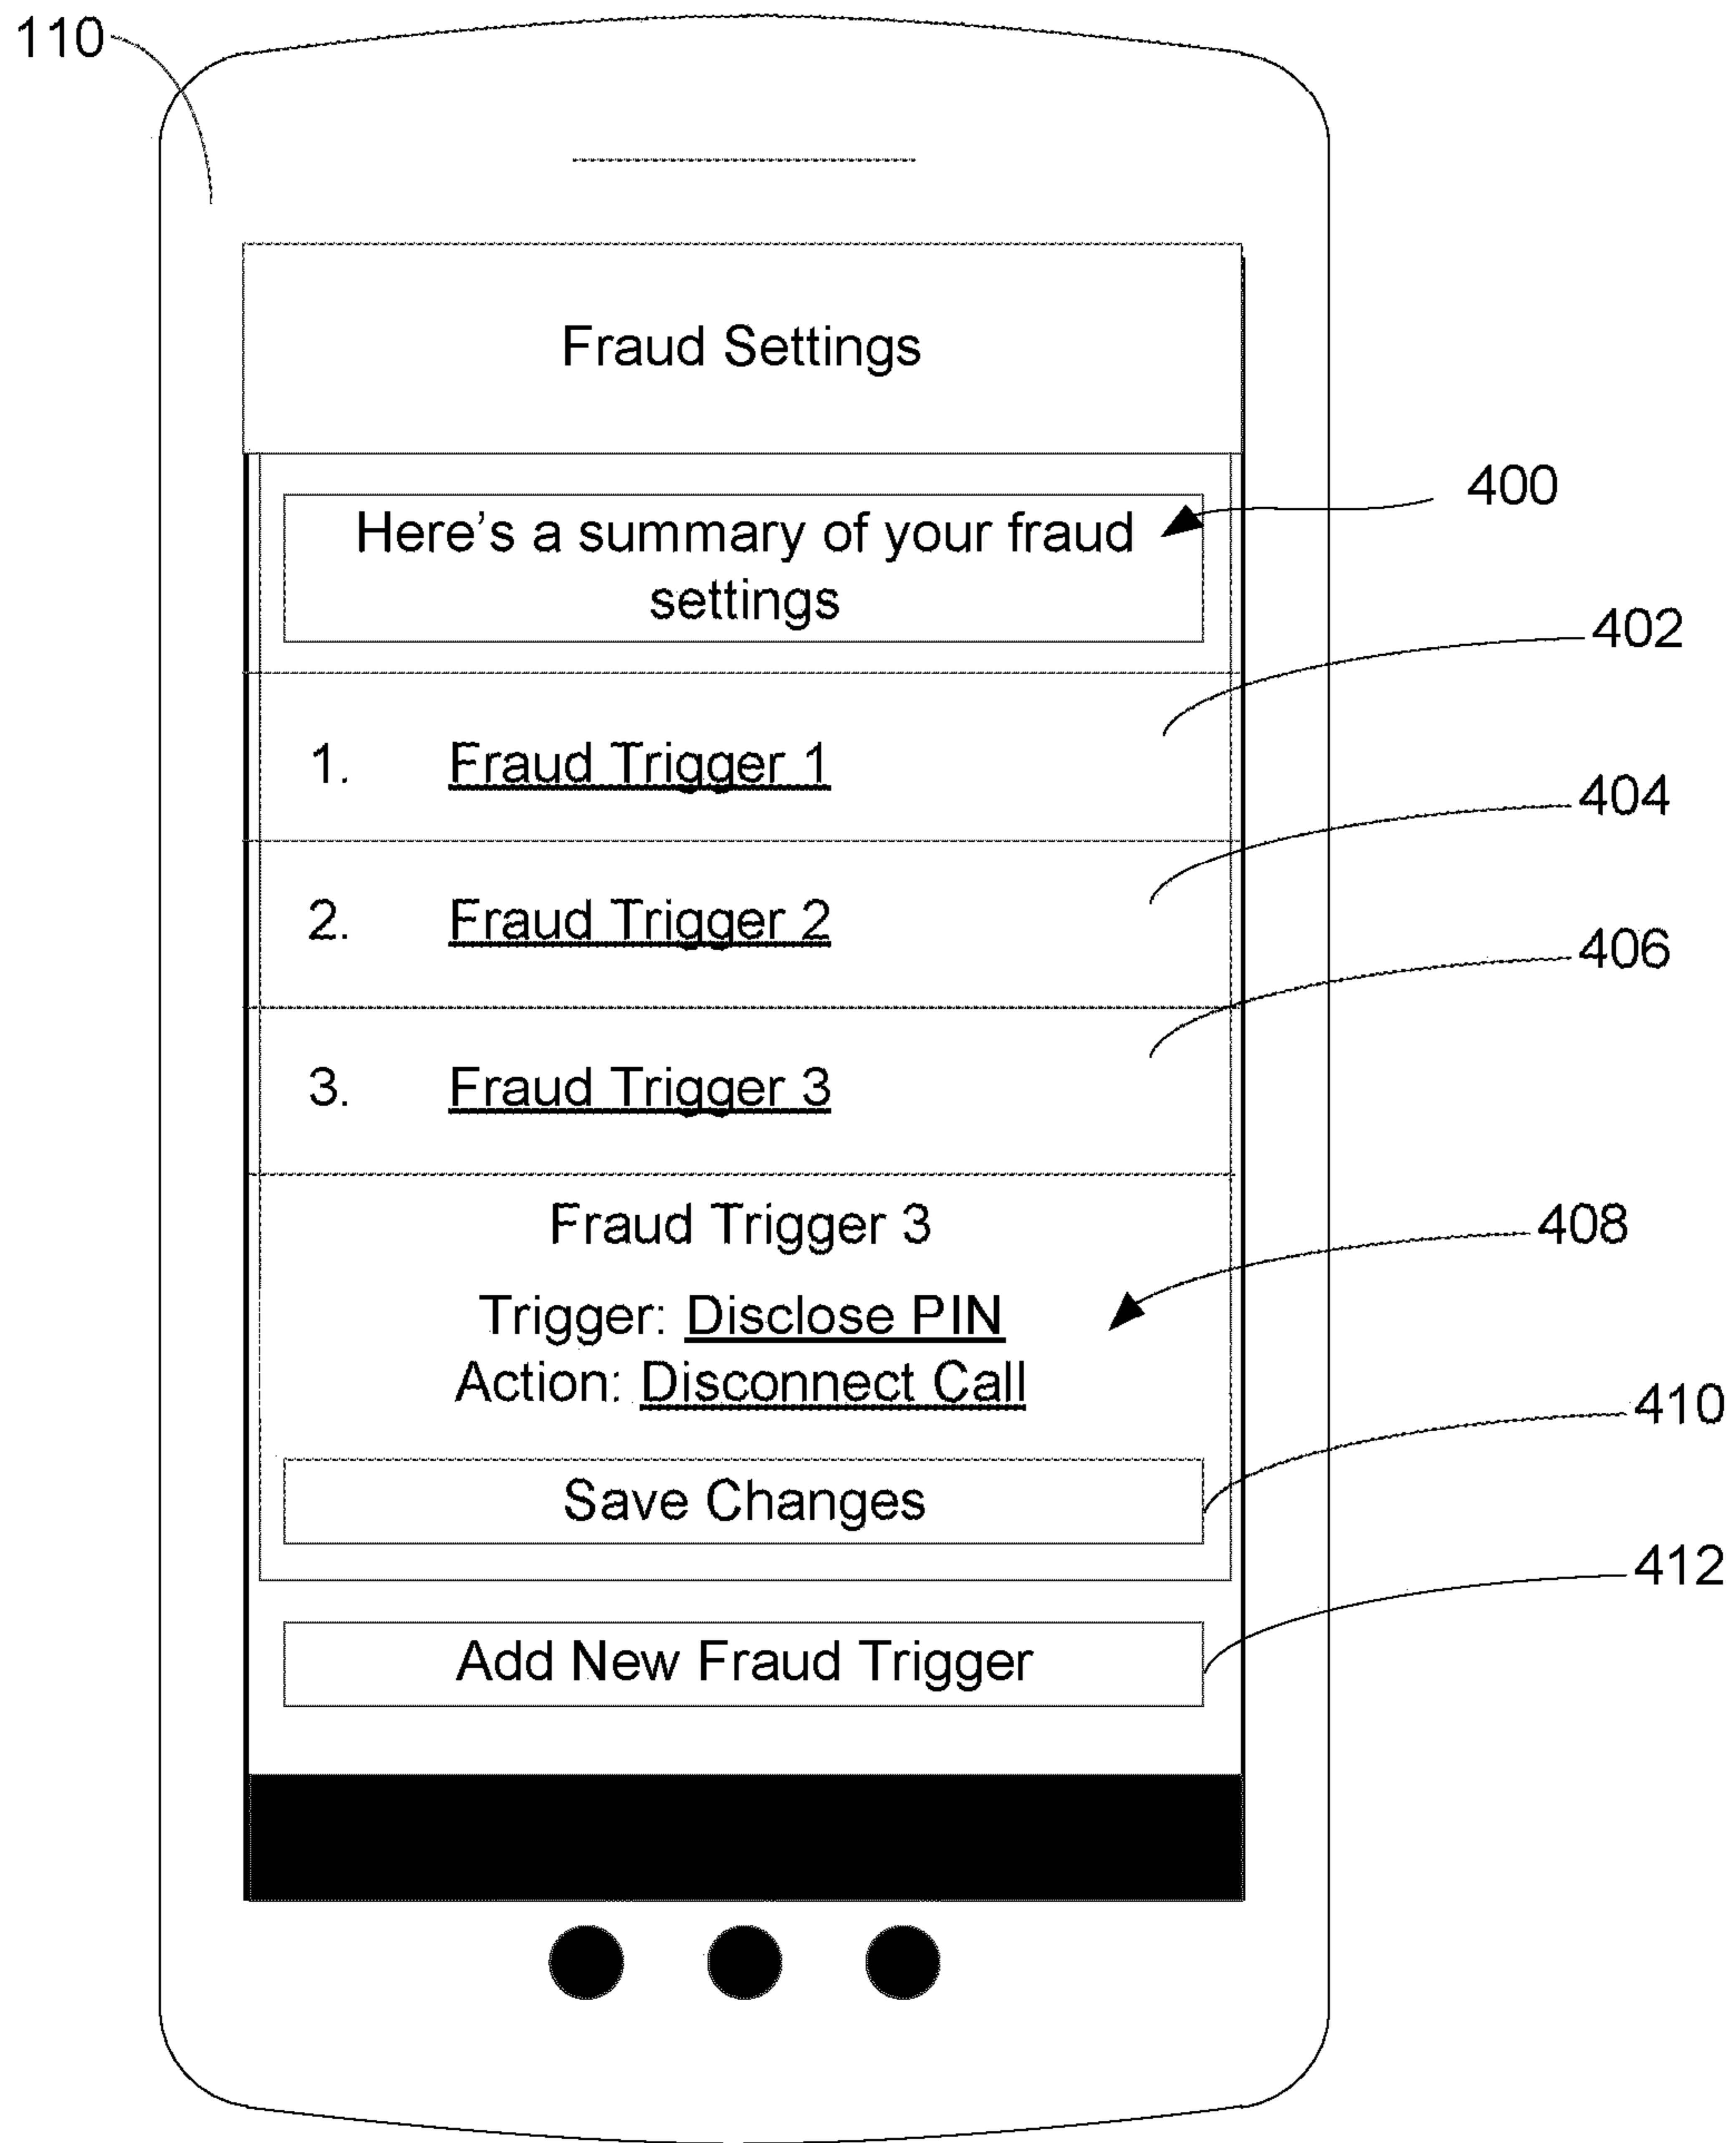 110
Fraud Settings
400
Here's a summary of your fraud
settings
402
1. Fraud Trigger 1
404
2. Fraud Trigger 2
406
3. Fraud Trigger 3
Fraud Trigger 3
408
Trigger: Disclose PIN
Action: Disconnect Call
410
Save Changes
412
Add New Fraud Trigger